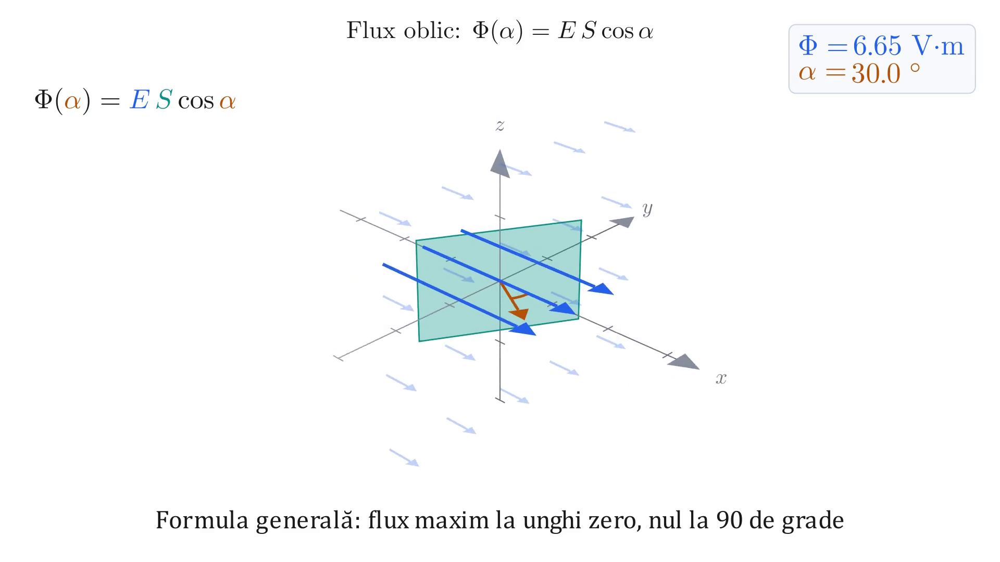 Flux oblic: Φ(α) = E S cos α
Φ = 6.65 V·m
α = 30.0 °
Φ(α) = E S cos α
z
y
x
Formula generală: flux maxim la unghi zero, nul la 90 de grade